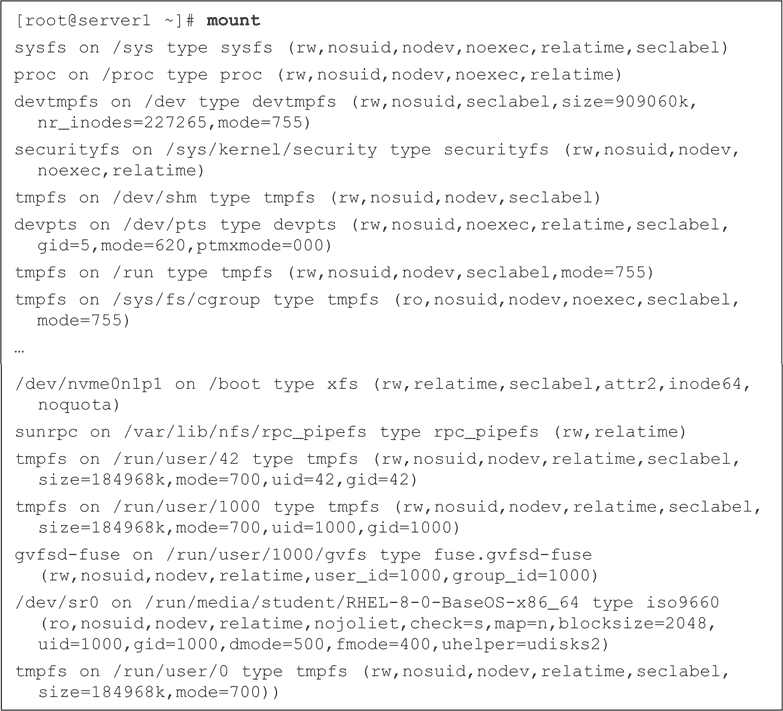 [root@server1 ~]# mount
sysfs on /sys type sysfs (rw,nosuid,nodev,noexec,relatime,seclabel)
proc on /proc type proc (rw,nosuid,nodev,noexec,relatime)
devtmpfs on /dev type devtmpfs (rw,nosuid,seclabel,size=909060k,
nr_inodes=227265,mode=755)
securityfs on /sys/kernel/security type securityfs (rw,nosuid,nodev,
noexec,relatime)
tmpfs on /dev/shm type tmpfs (rw,nosuid,nodev,seclabel)
devpts on /dev/pts type devpts (rw,nosuid,noexec,relatime,seclabel,
gid=5,mode=620,ptmxmode=000)
tmpfs on /run type tmpfs (rw,nosuid,nodev,seclabel,mode=755)
tmpfs on /sys/fs/cgroup type tmpfs (ro,nosuid,nodev,noexec,seclabel,
mode=755)
…
/dev/nvme0n1p1 on /boot type xfs (rw,relatime,seclabel,attr2,inode64,
noquota)
sunrpc on /var/lib/nfs/rpc_pipefs type rpc_pipefs (rw,relatime)
tmpfs on /run/user/42 type tmpfs (rw,nosuid,nodev,relatime,seclabel,
size=184968k,mode=700,uid=42,gid=42)
tmpfs on /run/user/1000 type tmpfs (rw,nosuid,nodev,relatime,seclabel,
size=184968k,mode=700,uid=1000,gid=1000)
gvfsd-fuse on /run/user/1000/gvfs type fuse.gvfsd-fuse
(rw,nosuid,nodev,relatime,user_id=1000,group_id=1000)
/dev/sr0 on /run/media/student/RHEL-8-0-BaseOS-x86_64 type iso9660
(ro,nosuid,nodev,relatime,nojoliet,check=s,map=n,blocksize=2048,
uid=1000,gid=1000,dmode=500,fmode=400,uhelper=udisks2)
tmpfs on /run/user/0 type tmpfs (rw,nosuid,nodev,relatime,seclabel,
size=184968k,mode=700))